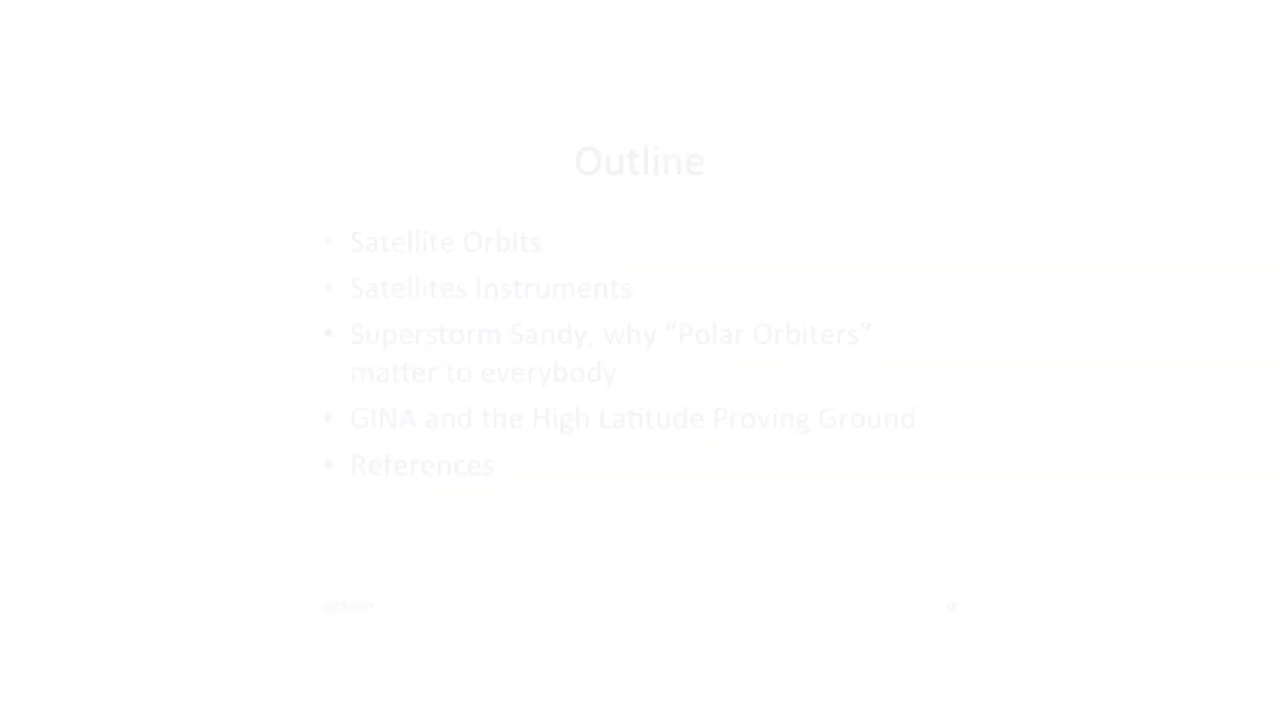 Outline
• Satellite Orbits
• Satellites Instruments
• Superstorm Sandy, why “Polar Orbiters”
matter to everybody
• GINA and the High Latitude Proving Ground
• References